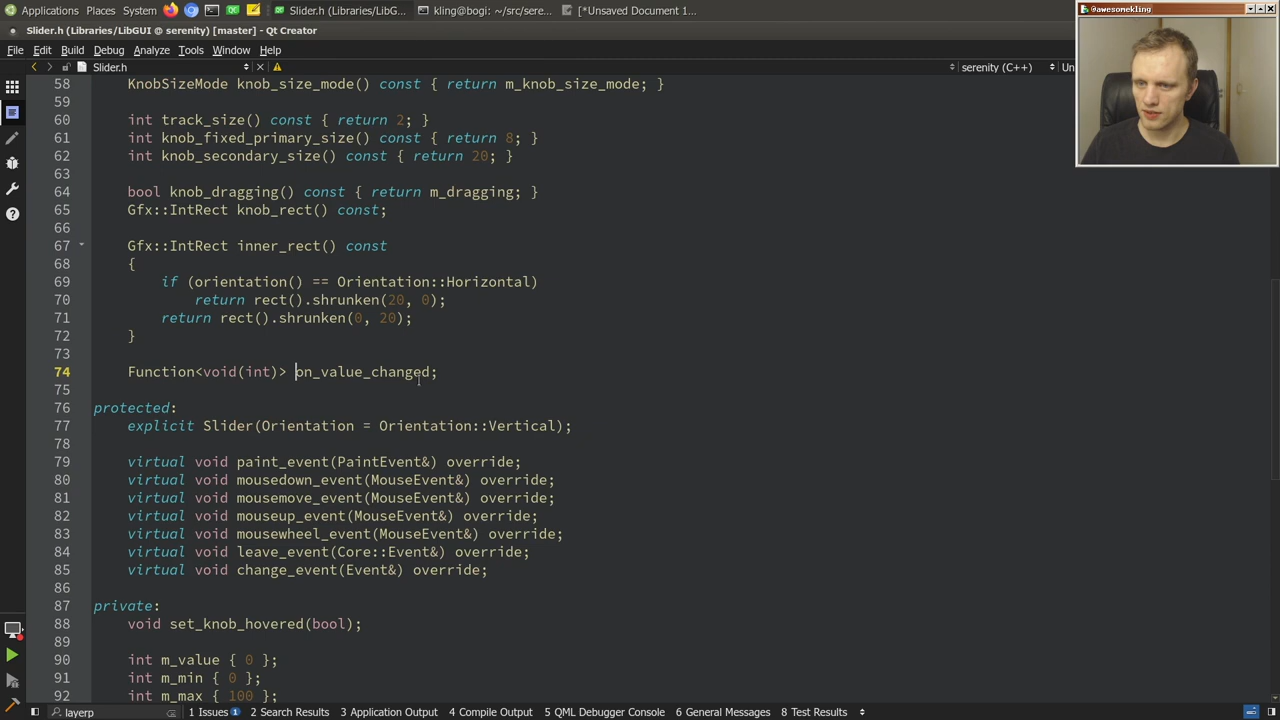 Applications Places System Slider.h (Libraries/LibG... kling@bogi: ~/src/sere... [*Unsaved Document 1...
@awesomekling
Slider.h (Libraries/LibGUI @ serenity) [master] - Qt Creator
File Edit Build Debug Analyze Tools Window Help
Slider.h serenity (C++) Un
58 KnobSizeMode knob_size_mode() const { return m_knob_size_mode; }
59
60 int track_size() const { return 2; }
61 int knob_fixed_primary_size() const { return 8; }
62 int knob_secondary_size() const { return 20; }
63
64 bool knob_dragging() const { return m_dragging; }
65 Gfx::IntRect knob_rect() const;
66
67 Gfx::IntRect inner_rect() const
68 {
69 if (orientation() == Orientation::Horizontal)
70 return rect().shrunken(20, 0);
71 return rect().shrunken(0, 20);
72 }
73
74 Function<void(int)> on_value_changed;
75
76 protected:
77 explicit Slider(Orientation = Orientation::Vertical);
78
79 virtual void paint_event(PaintEvent&) override;
80 virtual void mousedown_event(MouseEvent&) override;
81 virtual void mousemove_event(MouseEvent&) override;
82 virtual void mouseup_event(MouseEvent&) override;
83 virtual void mousewheel_event(MouseEvent&) override;
84 virtual void leave_event(Core::Event&) override;
85 virtual void change_event(Event&) override;
86
87 private:
88 void set_knob_hovered(bool);
89
90 int m_value { 0 };
91 int m_min { 0 };
92 int m_max { 100 };
layerp 1 Issues 1 2 Search Results 3 Application Output 4 Compile Output 5 QML Debugger Console 6 General Messages 8 Test Results